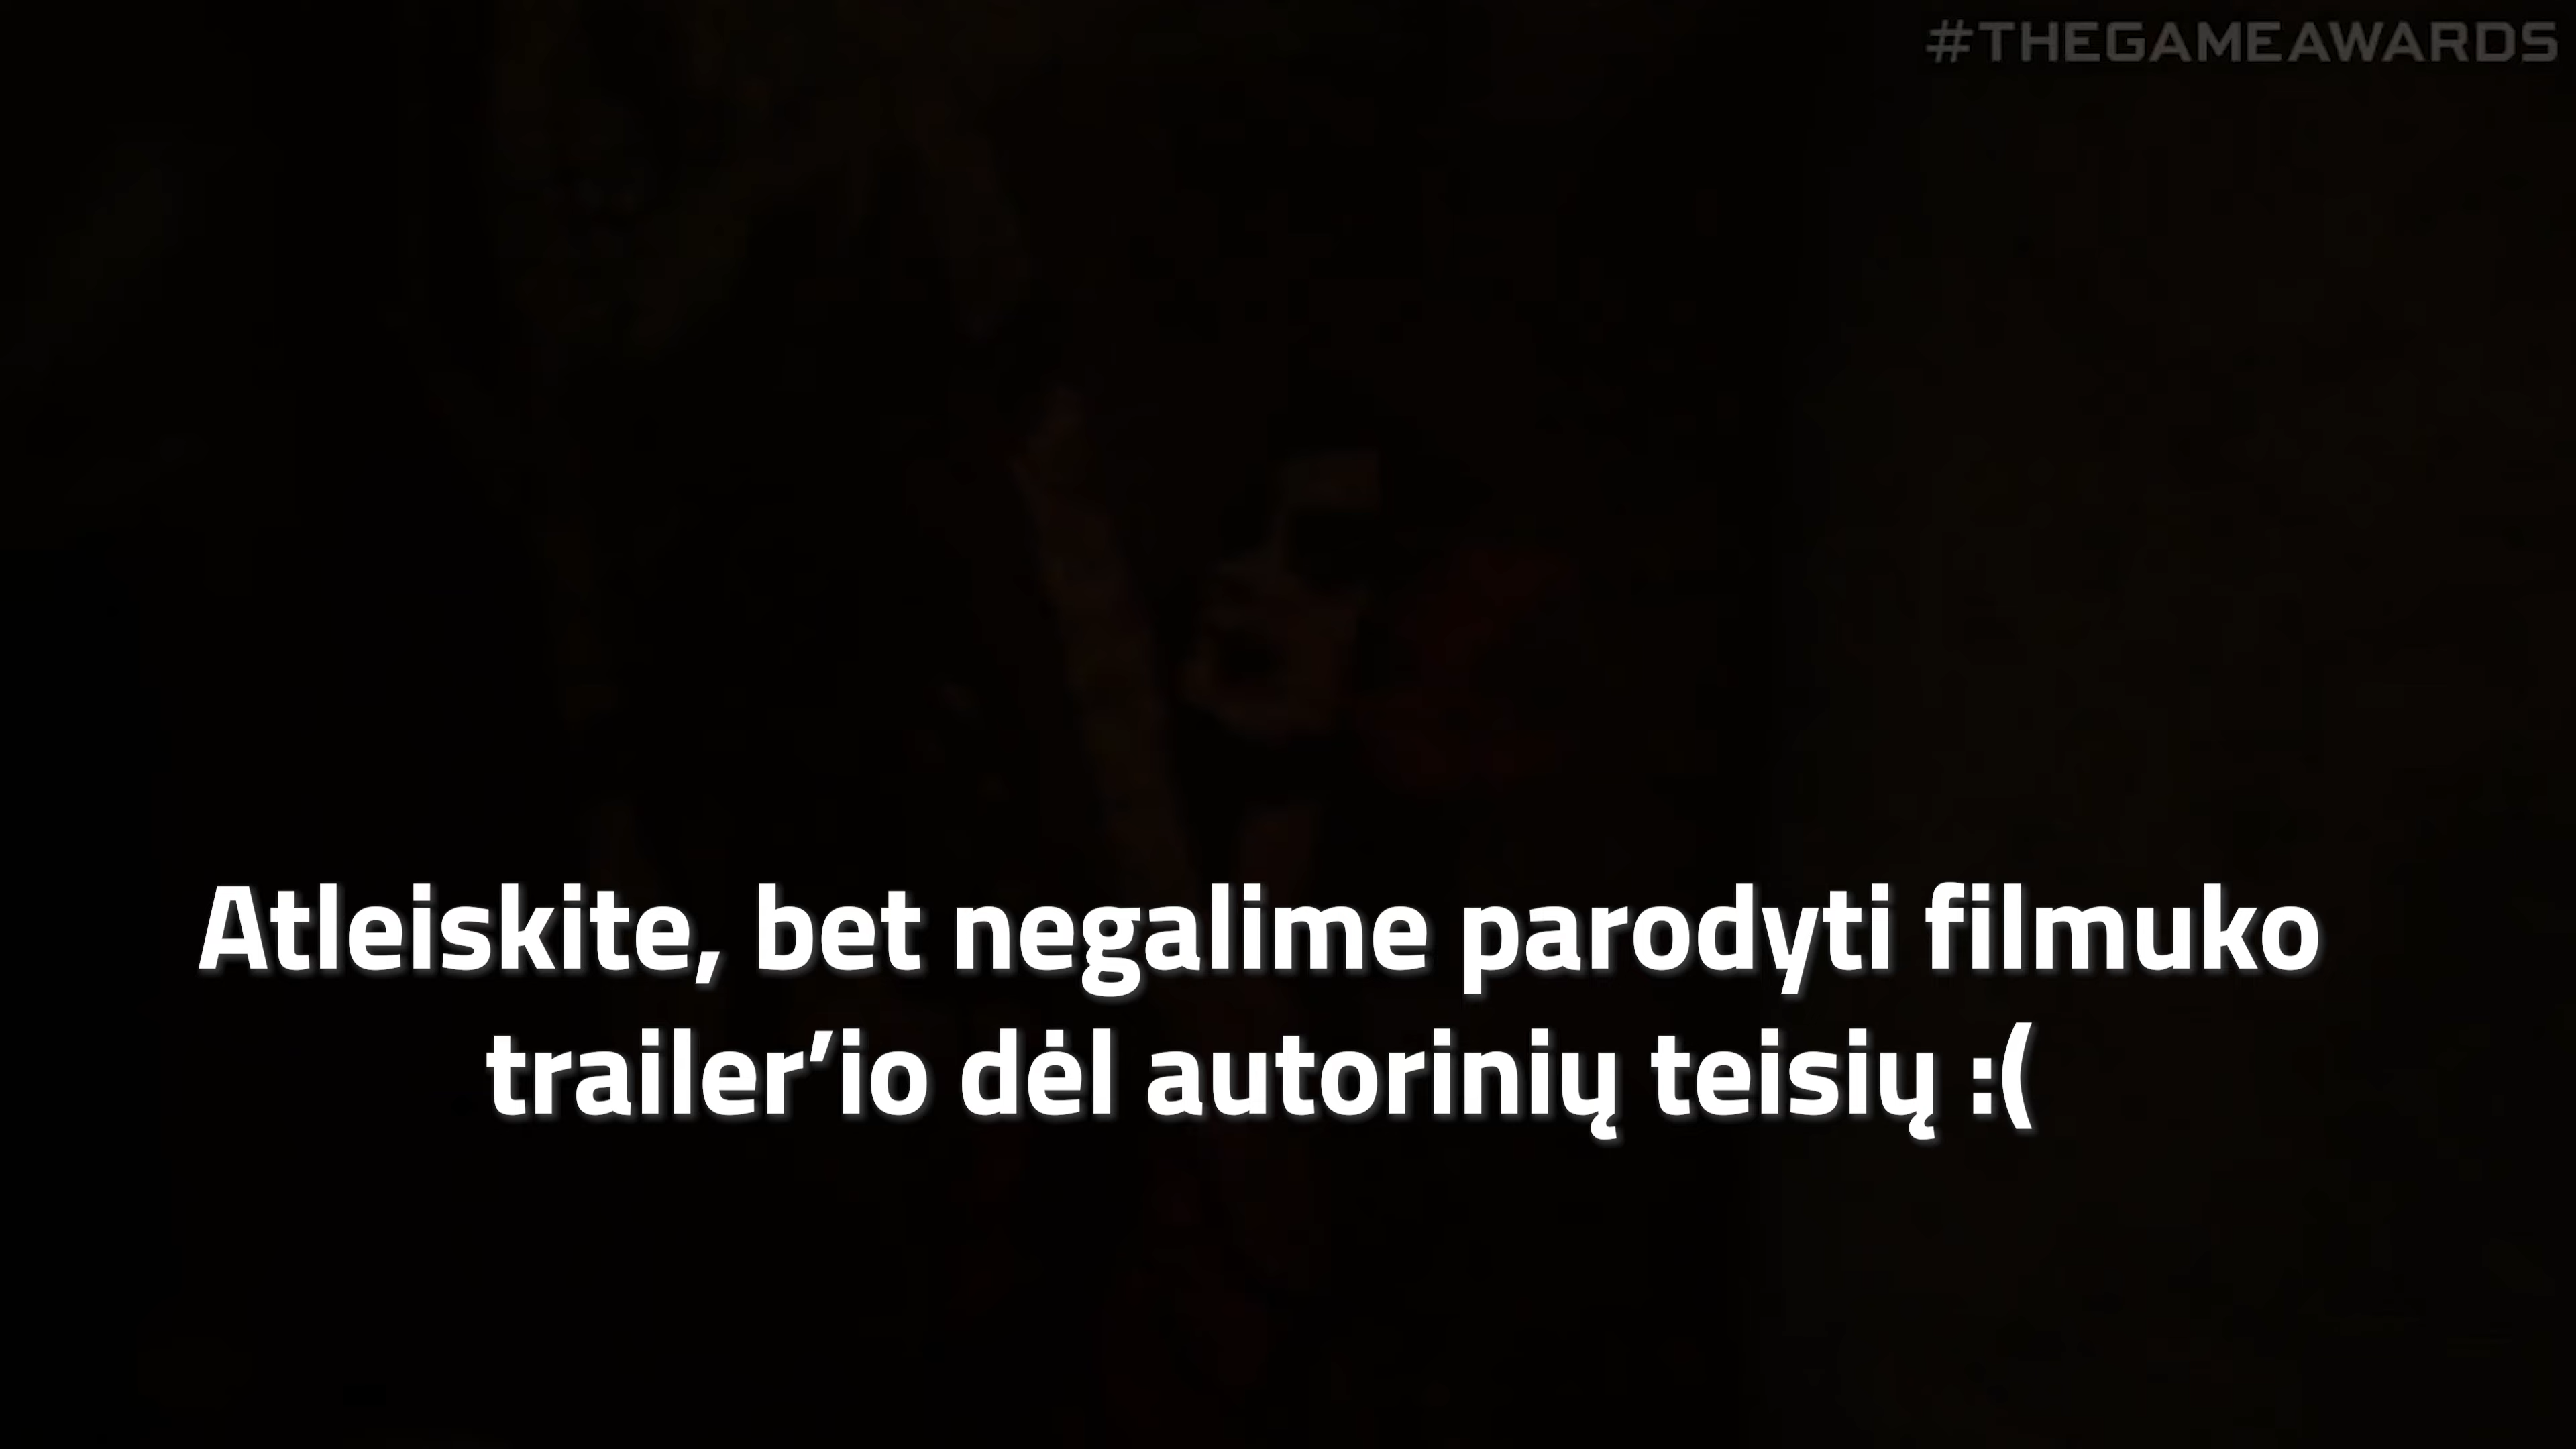 #THEGAMEAWARDS
Atleiskite, bet negalime parodyti filmuko
trailer’io dėl autorinių teisių :(